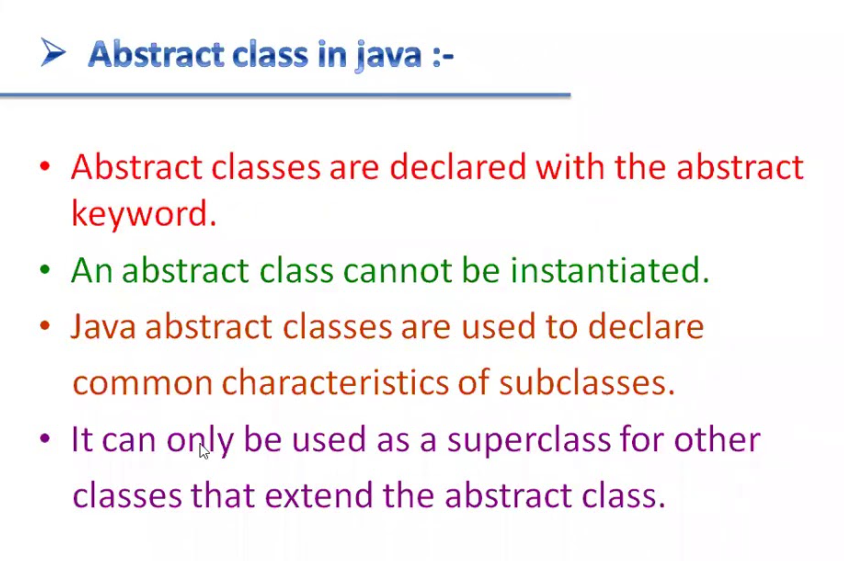 Abstract class in java :-
• Abstract classes are declared with the abstract
keyword.
• An abstract class cannot be instantiated.
• Java abstract classes are used to declare
common characteristics of subclasses.
• It can only be used as a superclass for other
classes that extend the abstract class.